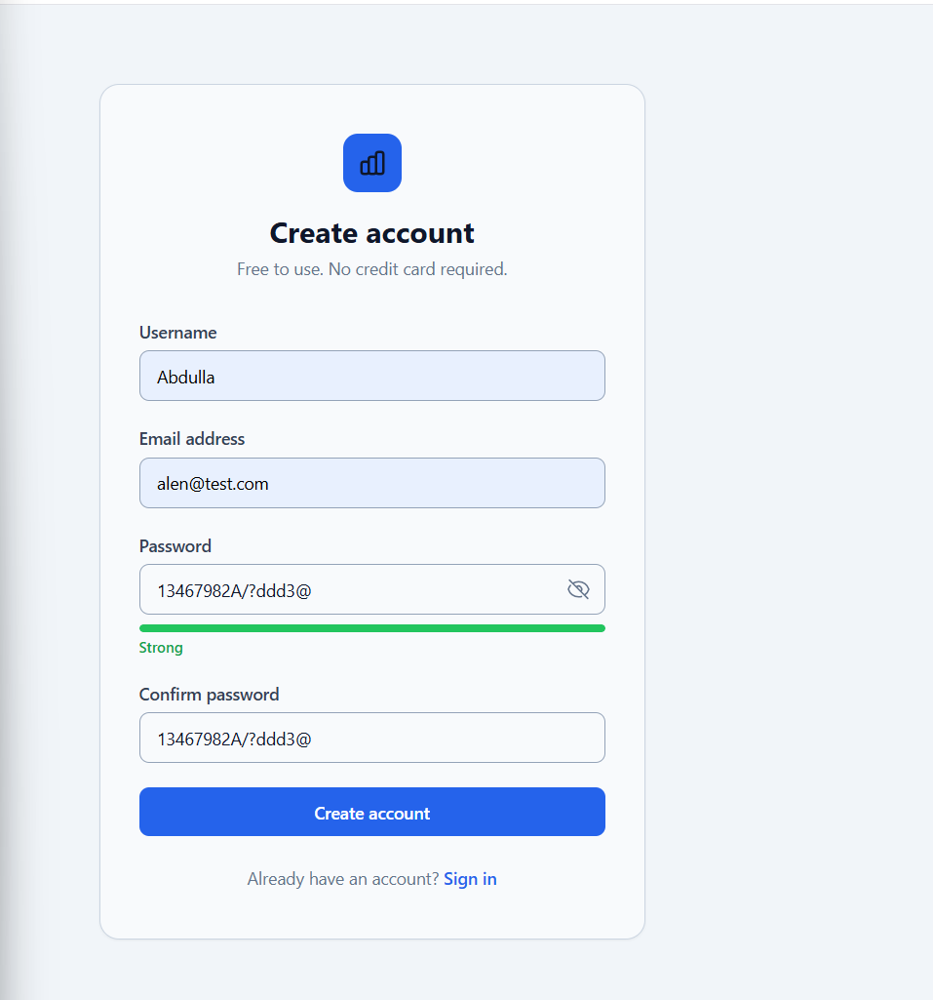 Create account
Free to use. No credit card required.
Username
Abdulla
Email address
alen@test.com
Password
13467982A/?ddd3@
Strong
Confirm password
13467982A/?ddd3@
Create account
Already have an account? Sign in